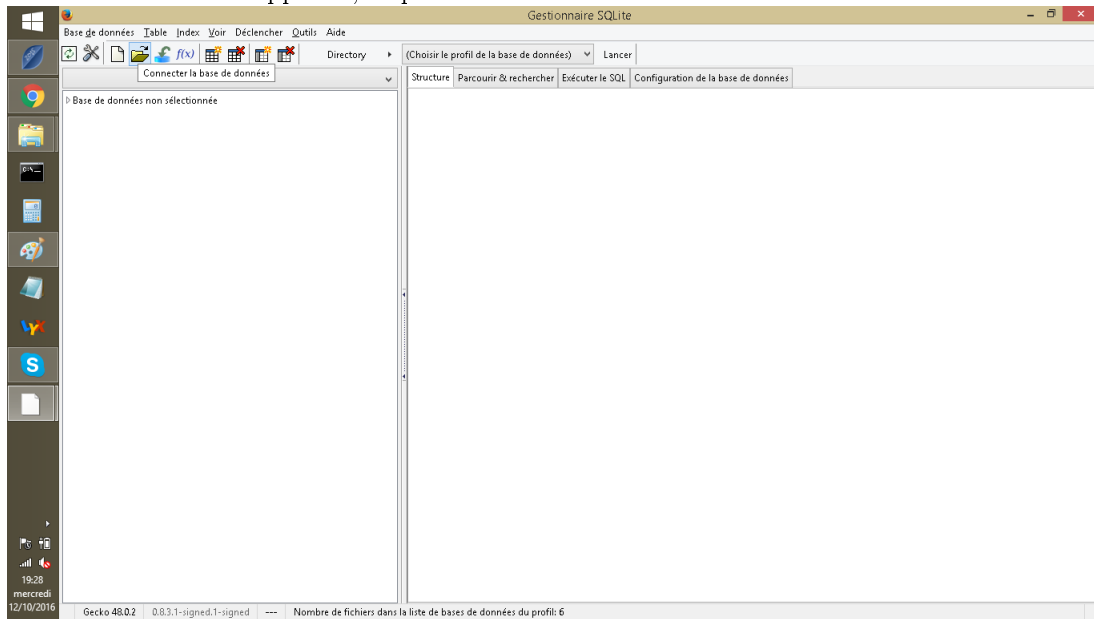 Gestionnaire SQLite
Base de données Table Index Voir Déclencher Outils Aide
f(x) Directory (Choisir le profil de la base de données) Lancer
Connecter la base de données
Structure Parcourir & rechercher Exécuter le SQL Configuration de la base de données
Base de données non sélectionnée
C:\_
S
19:28
mercredi
12/10/2016
Gecko 48.0.2 0.8.3.1-signed.1-signed --- Nombre de fichiers dans la liste de bases de données du profil: 6